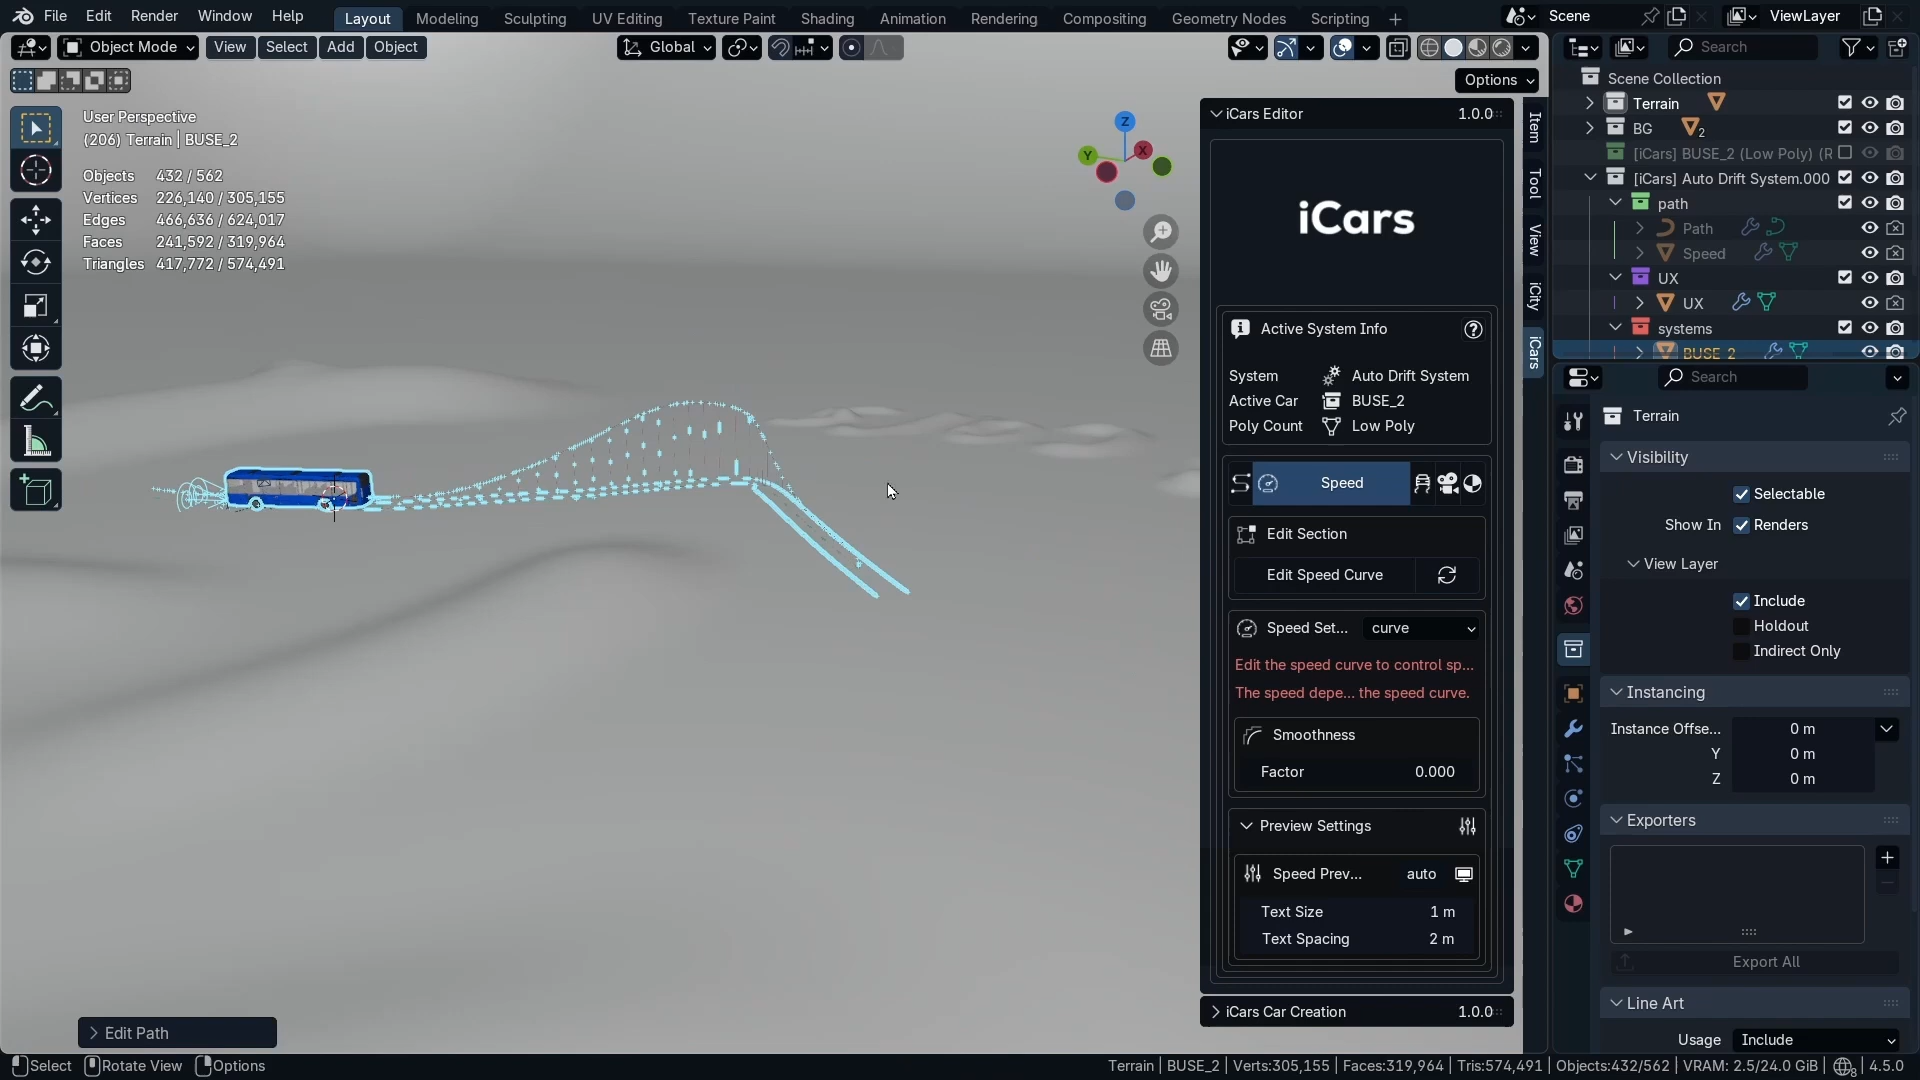 File Edit Render Window Help Layout Modeling Sculpting UV Editing Texture Paint Shading Animation Rendering Compositing Geometry Nodes Scripting + Scene ViewLayer
Object Mode View Select Add Object Global Search
Options
User Perspective
(206) Terrain | BUSE_2
Objects 432 / 562
Vertices 226,140 / 305,155
Edges 466,636 / 624,017
Faces 241,592 / 319,964
Triangles 417,772 / 574,491
Z
Y
X
iCars Editor 1.0.0
iCars
Active System Info
System Auto Drift System
Active Car BUSE_2
Poly Count Low Poly
Speed
Edit Section
Edit Speed Curve
Speed Set... curve
Edit the speed curve to control sp...
The speed depe... the speed curve.
Smoothness
Factor 0.000
Preview Settings
Speed Prev... auto
Text Size 1 m
Text Spacing 2 m
iCars Car Creation 1.0.0
Item
Tool
View
iCity
iCars
Scene Collection
Terrain
BG 2
[iCars] BUSE_2 (Low Poly) (R
[iCars] Auto Drift System.000
path
Path
Speed
UX
UX
systems
BUSE_2
Search
Terrain
Visibility
Selectable
Show In Renders
View Layer
Include
Holdout
Indirect Only
Instancing
Instance Offse... 0 m
Y 0 m
Z 0 m
Exporters
Export All
Line Art
Usage Include
Edit Path
Select Rotate View Options Terrain | BUSE_2 | Verts:305,155 | Faces:319,964 | Tris:574,491 | Objects:432/562 | VRAM: 2.5/24.0 GiB | 8 | 4.5.0